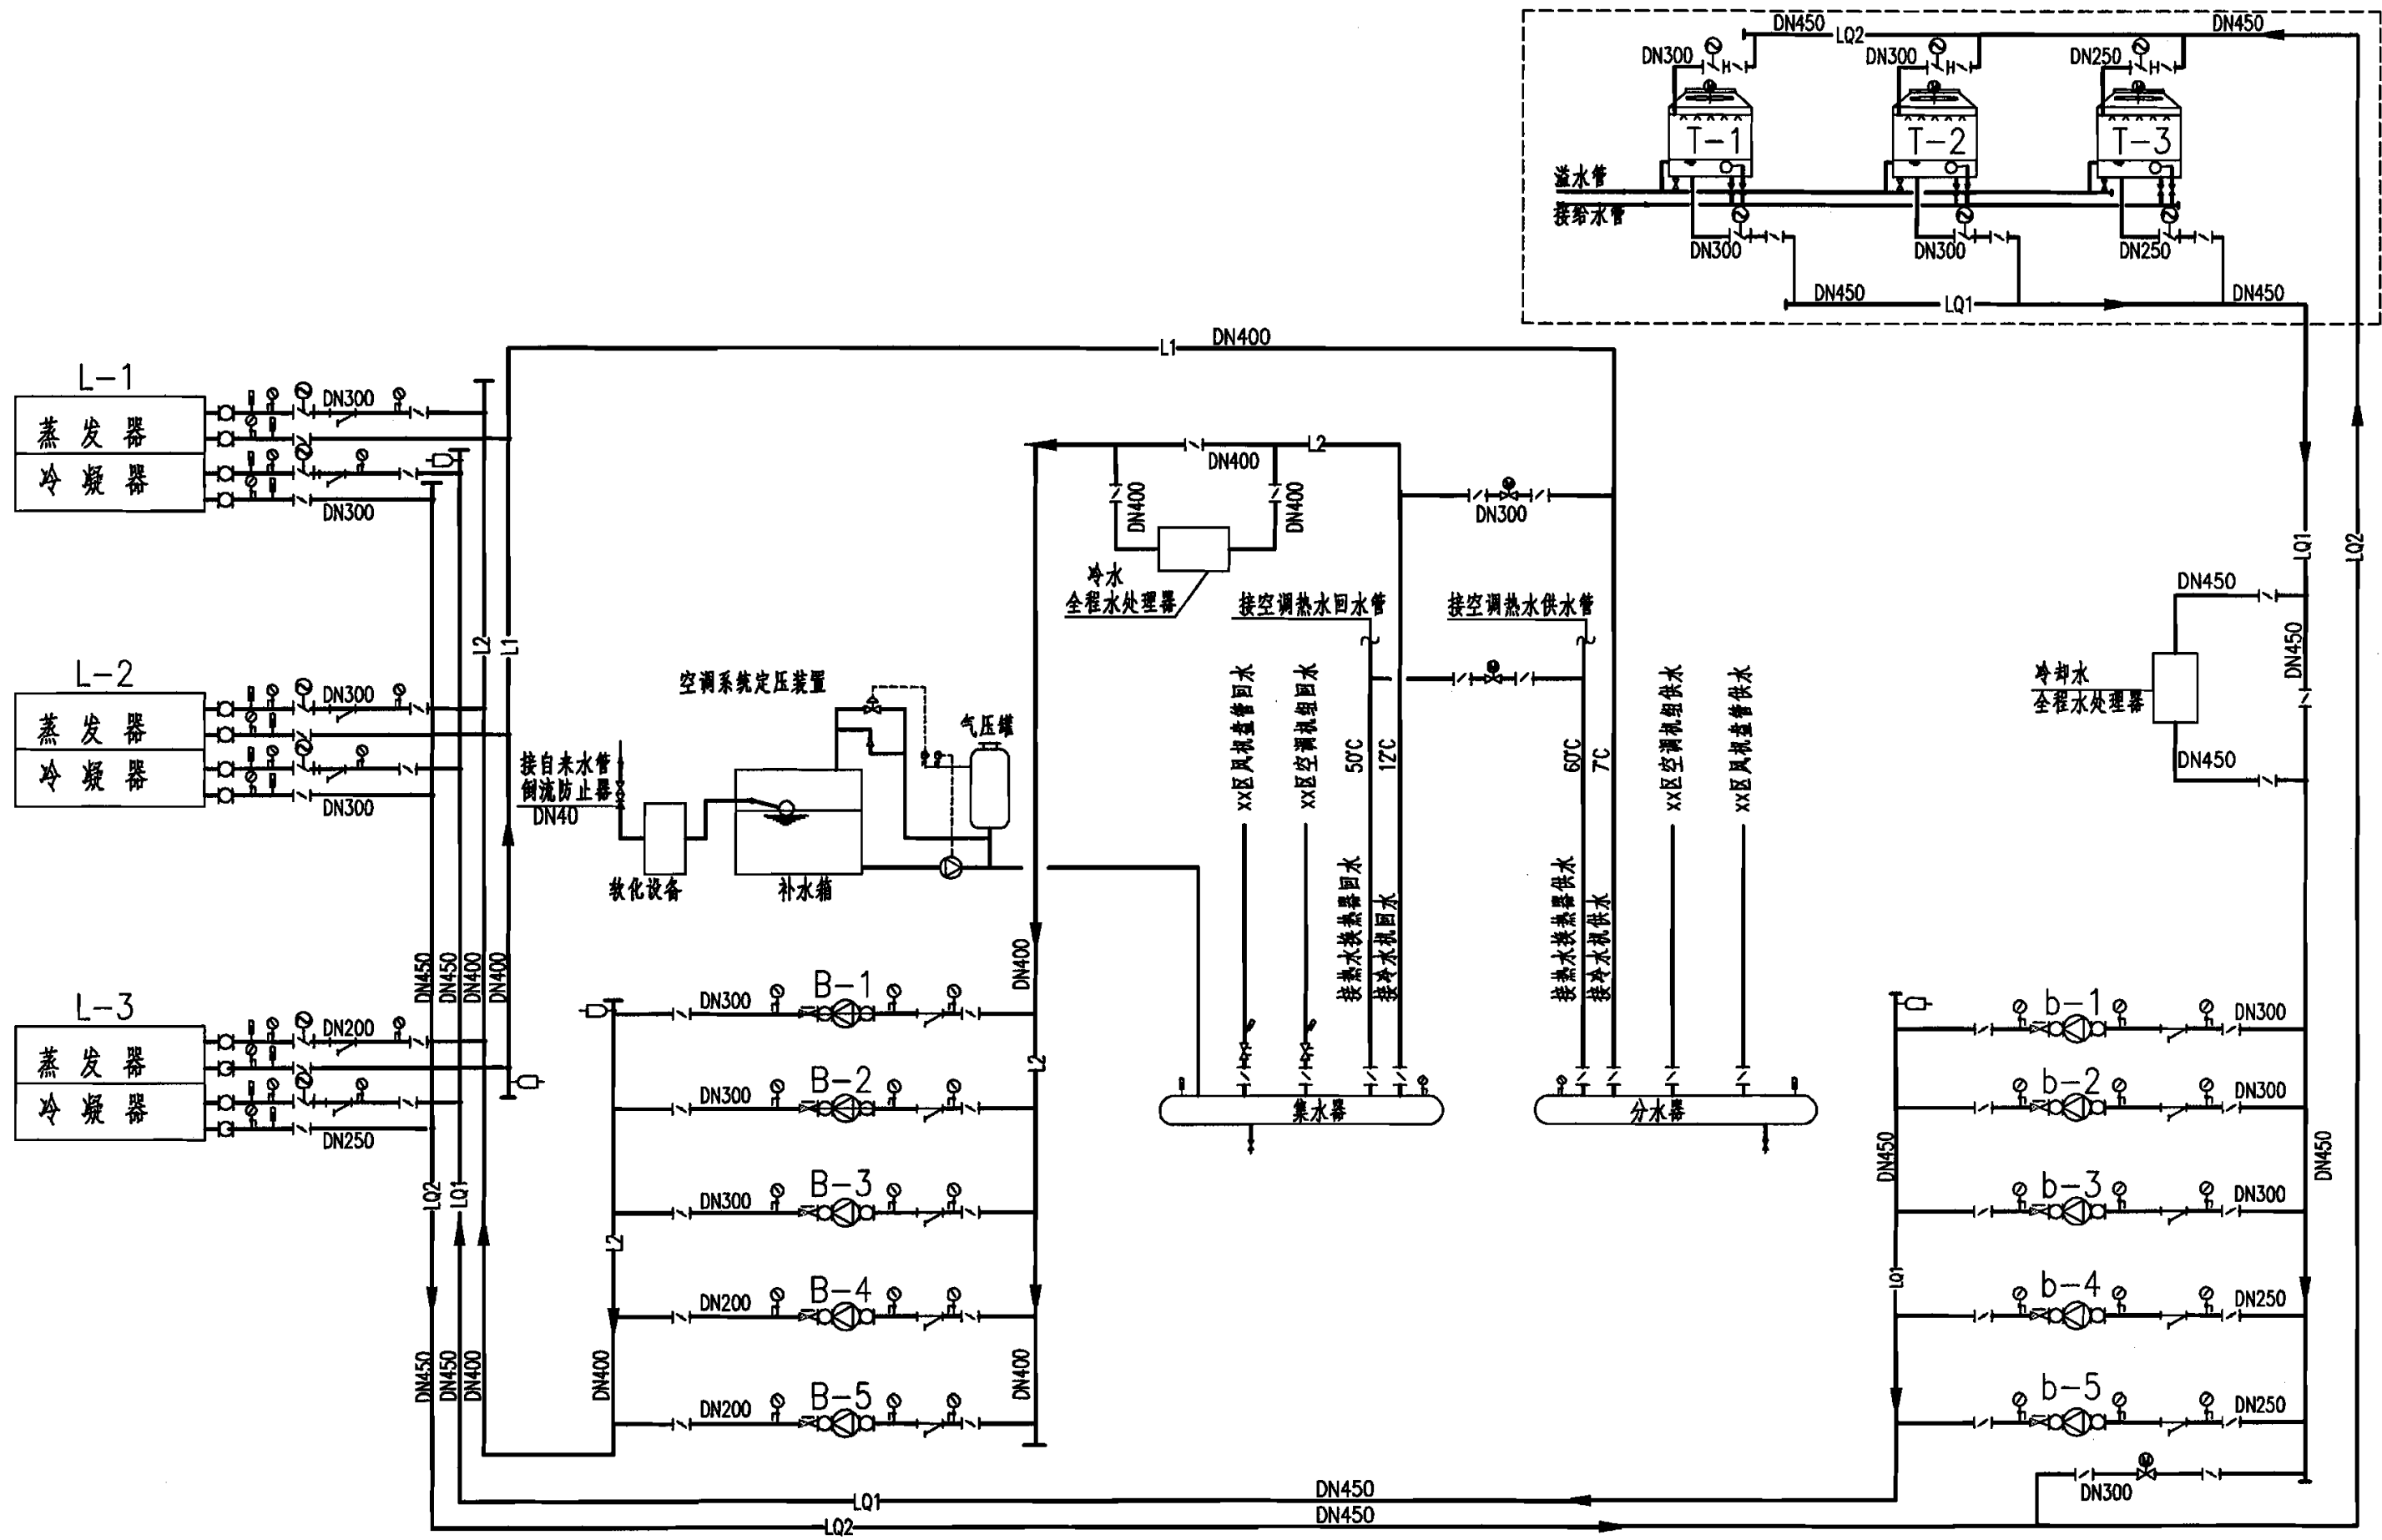 DN450
LQ2
DN450
DN300
DN300
DN250
T-1
T-2
T-3
溢水管
接给水管
DN300
DN300
DN250
DN450
LQ1
DN450
L1
DN400
L-1
蒸发器
冷凝器
DN300
DN300
L2
DN400
DN400
DN400
DN300
冷水
全程水处理器
接空调热水回水管
接空调热水供水管
LQ1
LQ2
DN450
DN450
DN450
冷却水
全程水处理器
L2
L1
L-2
蒸发器
冷凝器
DN300
DN300
空调系统定压装置
气压罐
接自来水管
倒流防止器
DN40
软化设备
补水箱
xx区风机盘管回水
xx区空调机组回水
50℃
12℃
接热水换热器回水
接冷水机回水
60℃
7℃
接热水换热器供水
接冷水机供水
xx区空调机组供水
xx区风机盘管供水
DN450
DN450
DN400
DN400
L-3
蒸发器
冷凝器
DN200
DN250
LQ2
LQ1
DN400
L2
DN300
B-1
DN300
B-2
DN300
B-3
DN200
B-4
DN200
B-5
L2
DN400
DN400
集水器
分水器
b-1
DN300
b-2
DN300
b-3
DN300
b-4
DN250
b-5
DN250
DN450
LQ1
DN450
DN450
DN450
DN400
DN300
LQ1
DN450
LQ2
DN450